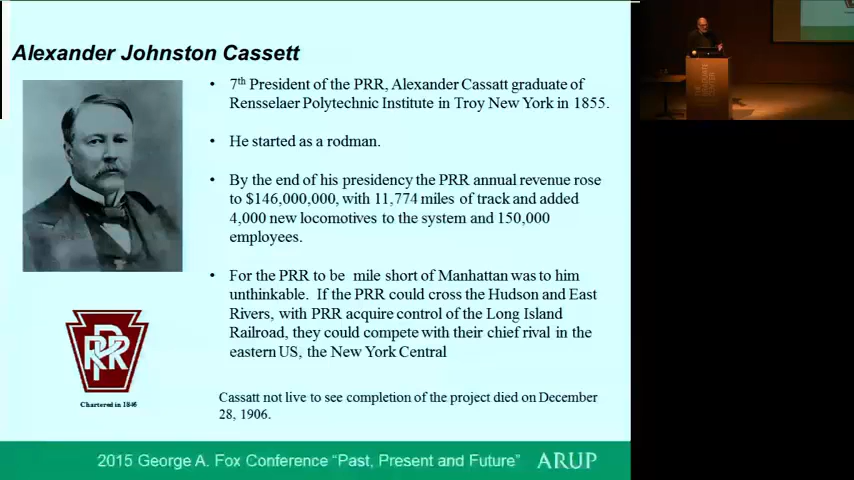 Alexander Johnston Cassett
• 7th President of the PRR, Alexander Cassatt graduate of
Rensselaer Polytechnic Institute in Troy New York in 1855.
• He started as a rodman.
• By the end of his presidency the PRR annual revenue rose
to $146,000,000, with 11,774 miles of track and added
4,000 new locomotives to the system and 150,000
employees.
• For the PRR to be mile short of Manhattan was to him
unthinkable. If the PRR could cross the Hudson and East
Rivers, with PRR acquire control of the Long Island
Railroad, they could compete with their chief rival in the
eastern US, the New York Central
PRR
Chartered in 1846
Cassatt not live to see completion of the project died on December
28, 1906.
2015 George A. Fox Conference “Past, Present and Future” ARUP